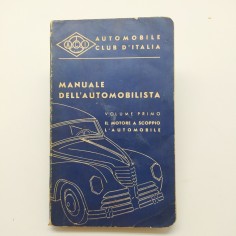 AUTOMOBILE
CLUB D'ITALIA
MANUALE
DELL'AUTOMOBILISTA
VOLUME PRIMO
IL MOTORE A SCOPPIO
L'AUTOMOBILE